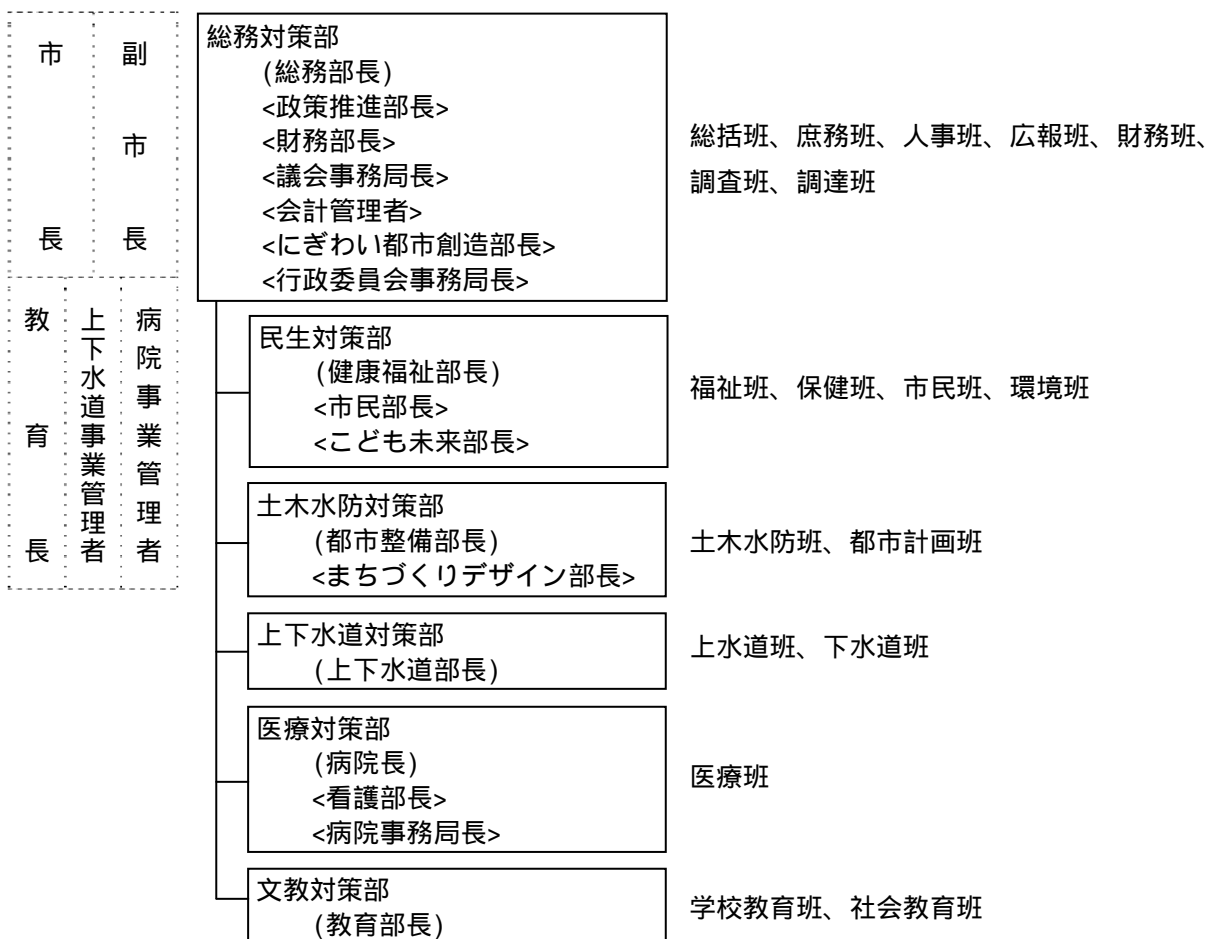 市長
副市長
教育長
上下水道事業管理者
病院事業管理者
総務対策部
(総務部長)
<政策推進部長>
<財務部長>
<議会事務局長>
<会計管理者>
<にぎわい都市創造部長>
<行政委員会事務局長>
総括班、庶務班、人事班、広報班、財務班、
調査班、調達班
民生対策部
(健康福祉部長)
<市民部長>
<こども未来部長>
福祉班、保健班、市民班、環境班
土木水防対策部
(都市整備部長)
<まちづくりデザイン部長>
土木水防班、都市計画班
上下水道対策部
(上下水道部長)
上水道班、下水道班
医療対策部
(病院長)
<看護部長>
<病院事務局長>
医療班
文教対策部
(教育部長)
学校教育班、社会教育班